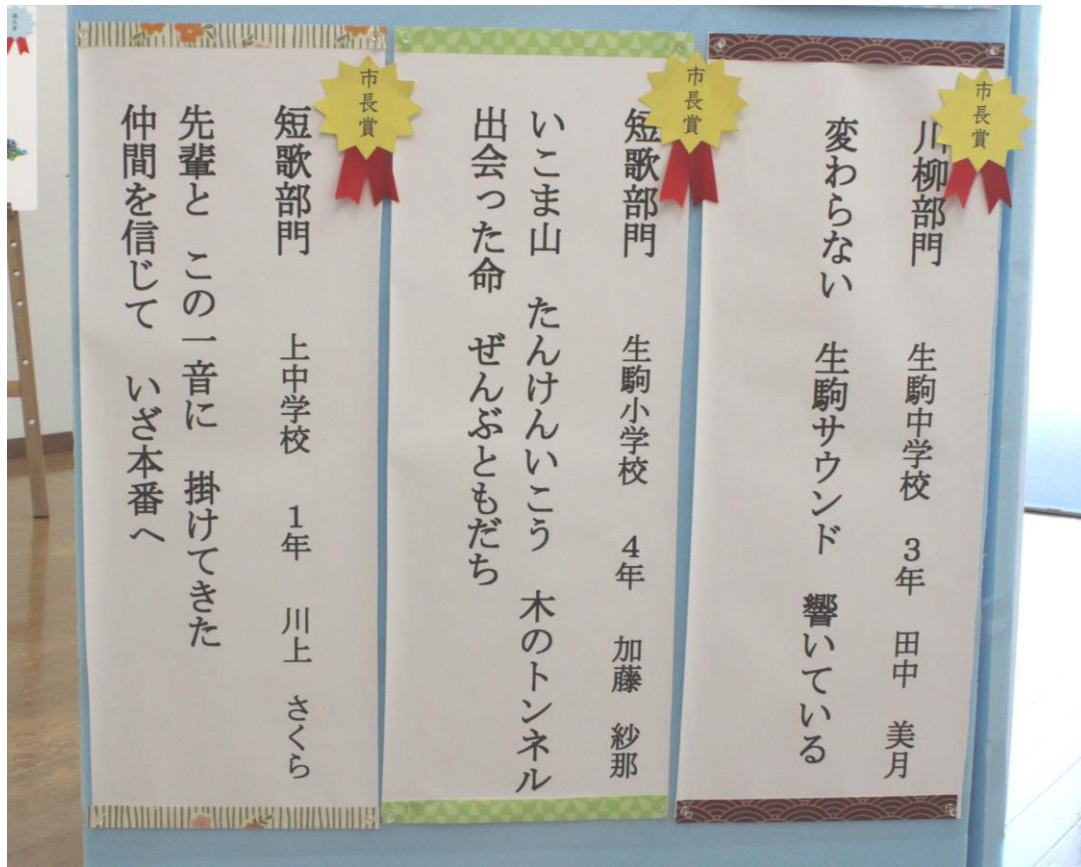 市長賞
川柳部門 生駒中学校 3年 田中 美月
変わらない 生駒サウンド 響いている
市長賞
短歌部門 生駒小学校 4年 加藤 紗那
いこま山 たんけんいこう 木のトンネル
出会った命 ぜんぶともだち
市長賞
短歌部門 上中学校 1年 川上 さくら
先輩と この一音に 掛けてきた
仲間を信じて いざ本番へ